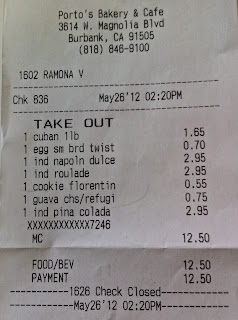 Porto's Bakery & Cafe
3614 W. Magnolia Blvd
Burbank, CA 91505
(818) 846-9100
1602 RAMONA V
Chk 836 May26'12 02:20PM
TAKE OUT
1 cuban 1lb 1.65
1 egg sm brd twist 0.70
1 ind napoln dulce 2.95
1 ind roulade 2.95
1 cookie florentin 0.55
1 guava chs/refugi 0.75
1 ind pina colada 2.95
XXXXXXXXXXXX7246
MC 12.50
FOOD/BEV 12.50
PAYMENT 12.50
----------1626 Check Closed----------
----------May26'12 02:20PM----------